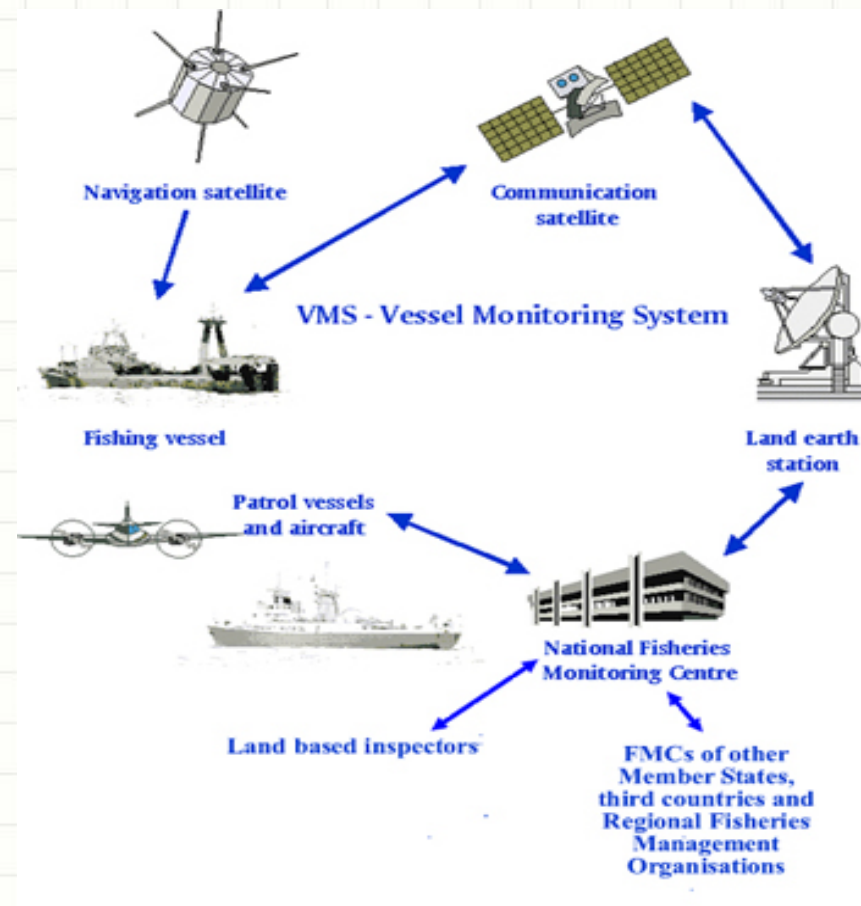 Navigation satellite
Communication
satellite
VMS - Vessel Monitoring System
Fishing vessel
Land earth
station
Patrol vessels
and aircraft
National Fisheries
Monitoring Centre
Land based inspectors
FMCs of other
Member States,
third countries and
Regional Fisheries
Management
Organisations